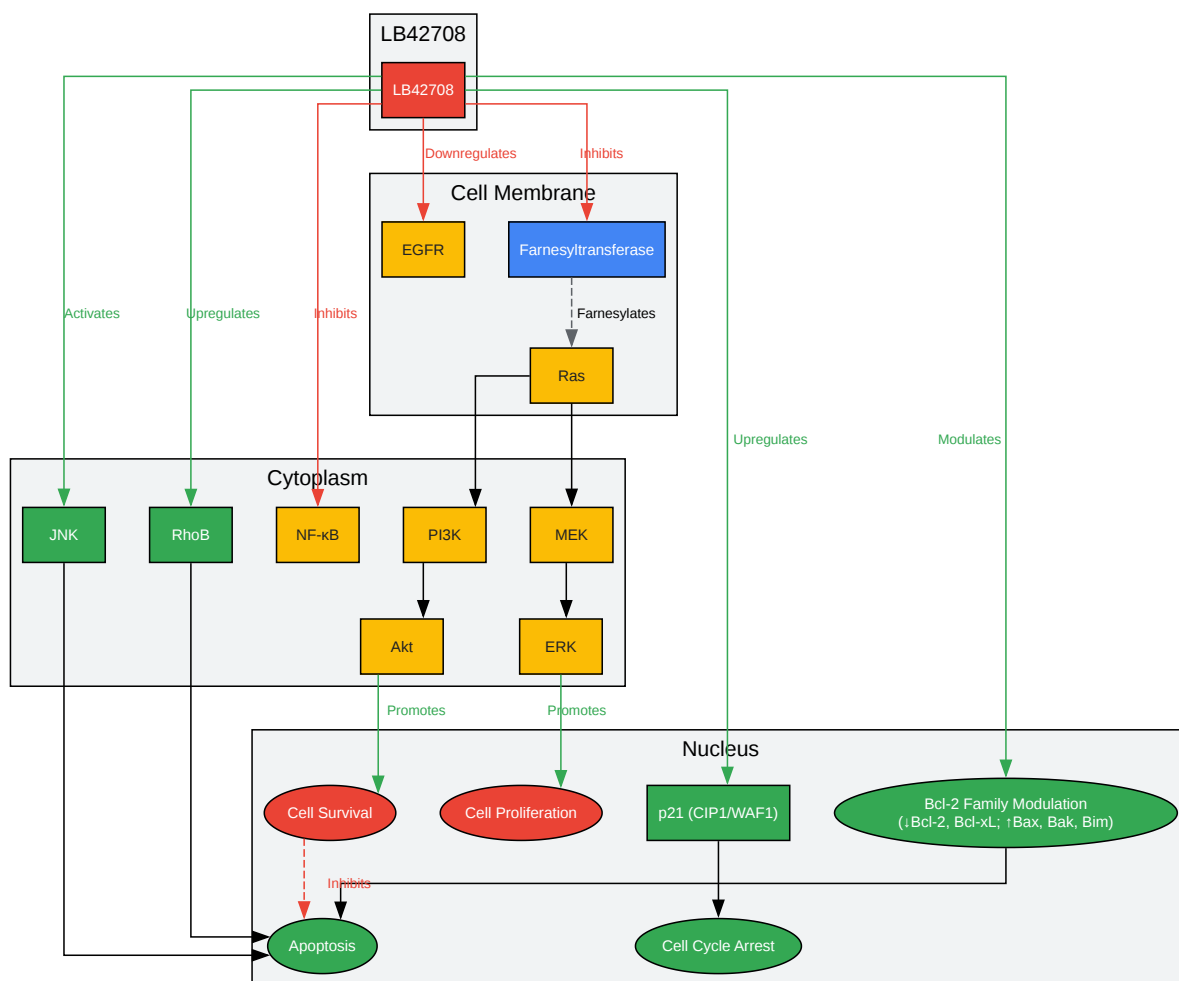 LB42708
LB42708
Downregulates
Inhibits
Cell Membrane
EGFR
Farnesyltransferase
Activates
Upregulates
Inhibits
Farnesylates
Ras
Upregulates
Modulates
Cytoplasm
JNK
RhoB
NF-κB
PI3K
MEK
Akt
ERK
Promotes
Promotes
Nucleus
Cell Survival
Cell Proliferation
p21 (CIP1/WAF1)
Bcl-2 Family Modulation
(↓Bcl-2, Bcl-xL; ↑Bax, Bak, Bim)
Inhibits
Apoptosis
Cell Cycle Arrest